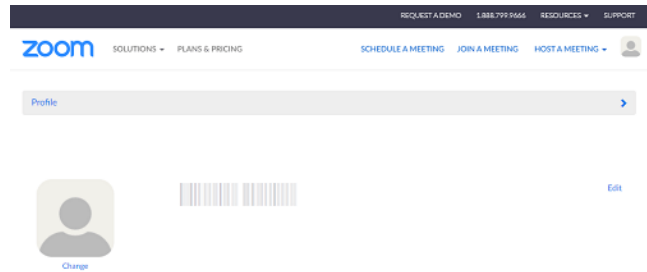 REQUEST A DEMO 1.888.799.9666 RESOURCES SUPPORT
zoom SOLUTIONS PLANS & PRICING SCHEDULE A MEETING JOIN A MEETING HOST A MEETING
Profile
Edit
Change